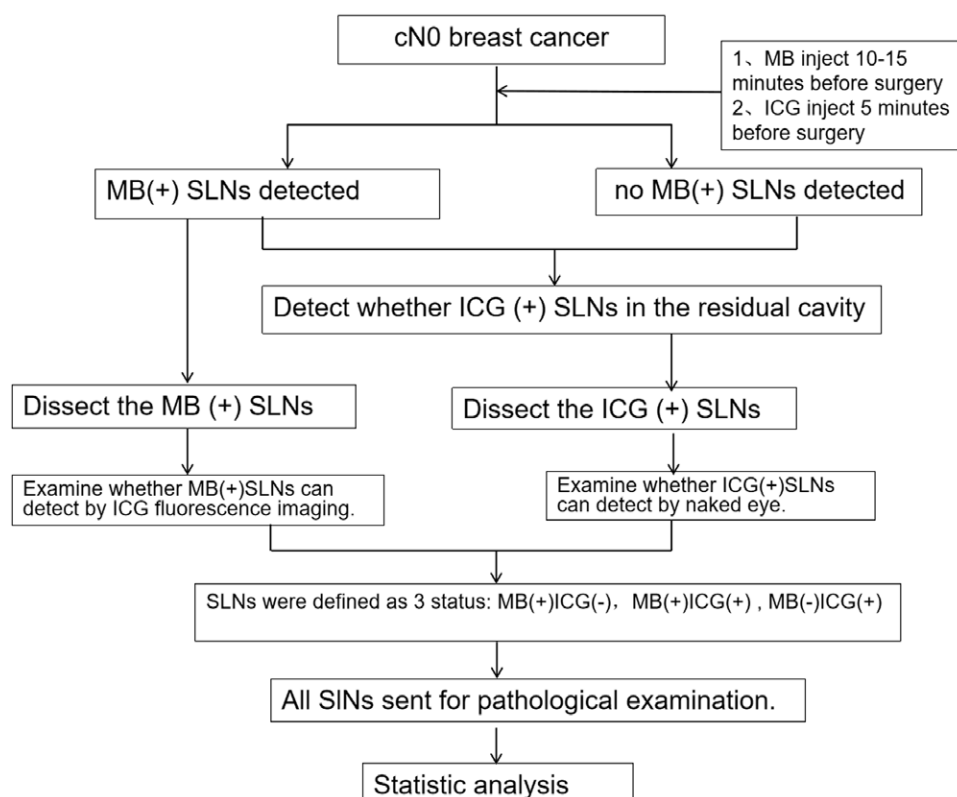 cN0 breast cancer
1、MB inject 10-15
minutes before surgery
2、ICG inject 5 minutes
before surgery
MB(+) SLNs detected
no MB(+) SLNs detected
Detect whether ICG (+) SLNs in the residual cavity
Dissect the MB (+) SLNs
Dissect the ICG (+) SLNs
Examine whether MB(+)SLNs can
detect by ICG fluorescence imaging.
Examine whether ICG(+)SLNs
can detect by naked eye.
SLNs were defined as 3 status: MB(+)ICG(-)，MB(+)ICG(+) , MB(-)ICG(+)
All SlNs sent for pathological examination.
Statistic analysis